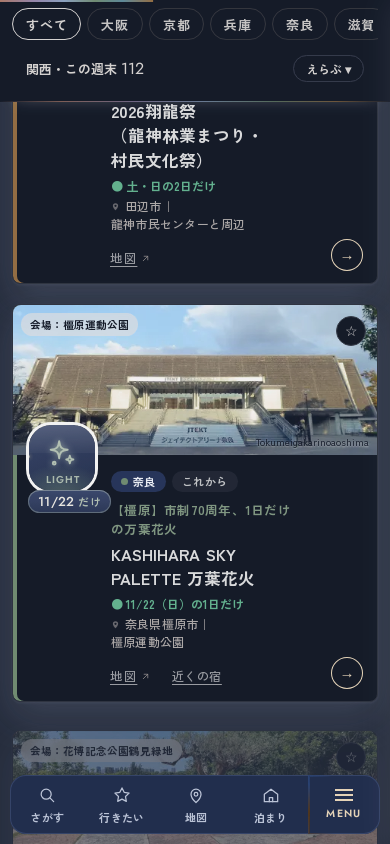 すべて
大阪
京都
兵庫
奈良
滋賀
関西・この週末 112
えらぶ ▾
2026翔龍祭
（龍神林業まつり・
村民文化祭）
土・日の2日だけ
田辺市｜
龍神市民センターと周辺
地図 ↗
→
会場：橿原運動公園
☆
JTEKT
ジェイテクトアリーナ奈良
Tokumeigakarinoaoshima
LIGHT
11/22 だけ
奈良
これから
【橿原】市制70周年、1日だけ
の万葉花火
KASHIHARA SKY
PALETTE 万葉花火
11/22（日）の1日だけ
奈良県橿原市｜
橿原運動公園
地図 ↗
近くの宿
→
会場：花博記念公園鶴見緑地
☆
さがす
行きたい
地図
泊まり
MENU